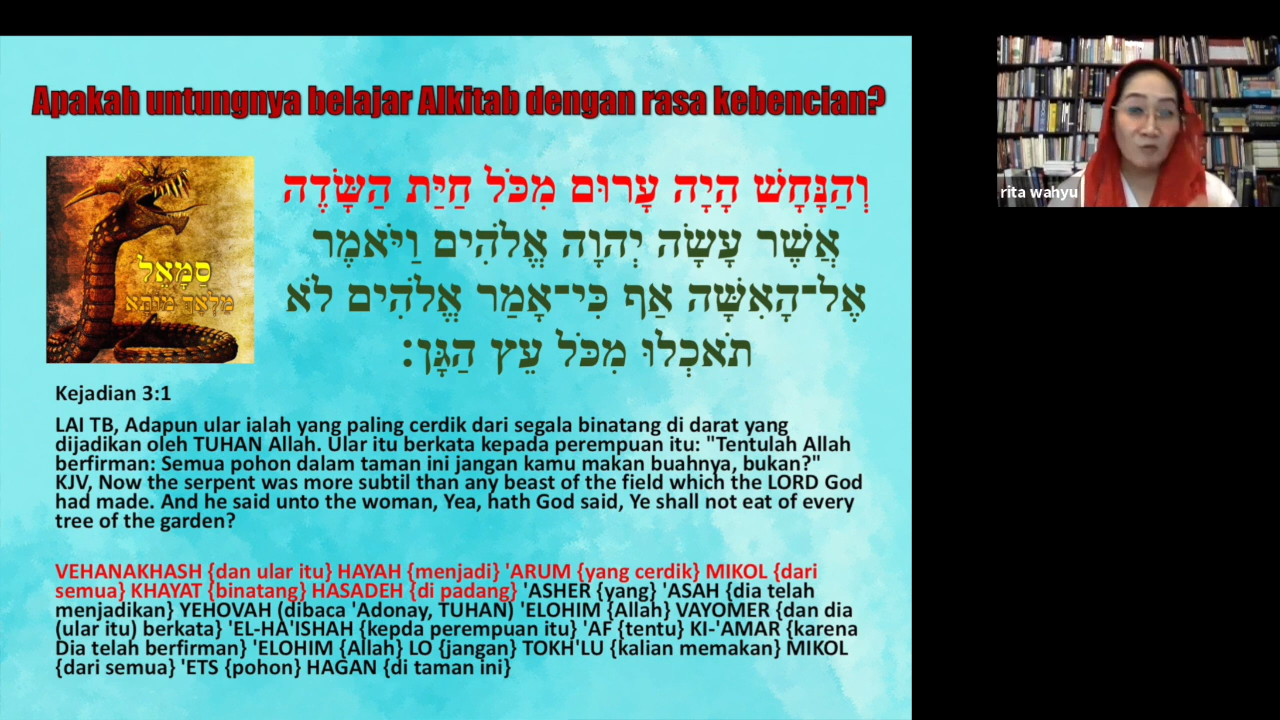 Apakah untungnya belajar Alkitab dengan rasa kebencian?
וְהַנָּחָשׁ הָיָה עָרוּם מִכֹּל חַיַּת הַשָּׂדֶה
אֲשֶׁר עָשָׂה יְהוָה אֱלֹהִים וַיֹּאמֶר
אֶל־הָאִשָּׁה אַף כִּי־אָמַר אֱלֹהִים לֹא
תֹאכְלוּ מִכֹּל עֵץ הַגָּן׃
סַמָּאֵל
מַלְאַךְ מוֹתָא
Kejadian 3:1
LAI TB, Adapun ular ialah yang paling cerdik dari segala binatang di darat yang
dijadikan oleh TUHAN Allah. Ular itu berkata kepada perempuan itu: "Tentulah Allah
berfirman: Semua pohon dalam taman ini jangan kamu makan buahnya, bukan?"
KJV, Now the serpent was more subtil than any beast of the field which the LORD God
had made. And he said unto the woman, Yea, hath God said, Ye shall not eat of every
tree of the garden?
VEHANAKHASH {dan ular itu} HAYAH {menjadi} 'ARUM {yang cerdik} MIKOL {dari
semua} KHAYAT {binatang} HASADEH {di padang} 'ASHER {yang} 'ASAH {dia telah
menjadikan} YEHOVAH (dibaca 'Adonay, TUHAN) 'ELOHIM {Allah} VAYOMER {dan dia
(ular itu) berkata} 'EL-HA'ISHAH {kepda perempuan itu} 'AF {tentu} KI-'AMAR {karena
Dia telah berfirman} 'ELOHIM {Allah} LO {jangan} TOKH'LU {kalian memakan} MIKOL
{dari semua} 'ETS {pohon} HAGAN {di taman ini}
rita wahyu